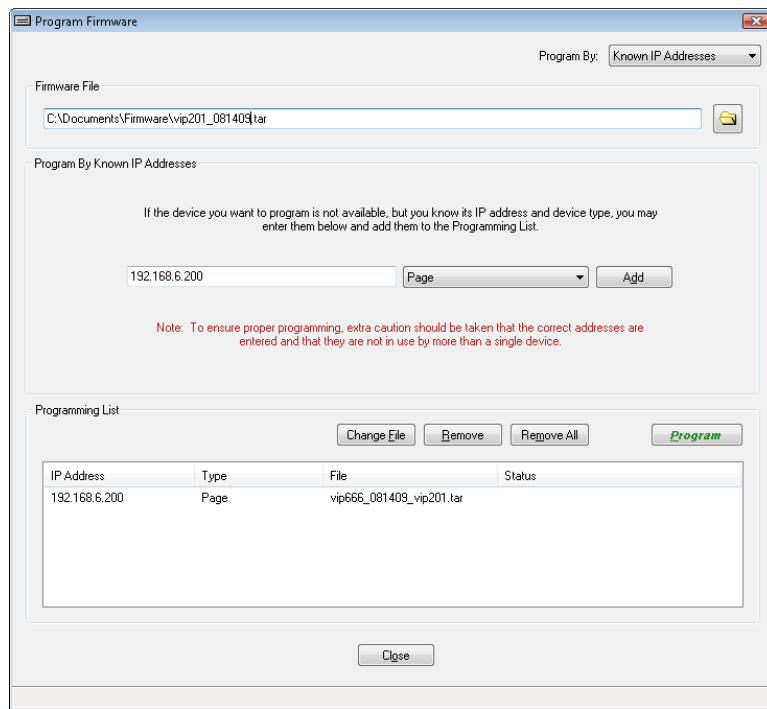 Program Firmware
Program By: Known IP Addresses
Firmware File
C:\Documents\Firmware\vip201_081409.tar
Program By Known IP Addresses
If the device you want to program is not available, but you know its IP address and device type, you may
enter them below and add them to the Programming List.
192.168.6.200 Page Add
Note: To ensure proper programming, extra caution should be taken that the correct addresses are
entered and that they are not in use by more than a single device.
Programming List
Change File Remove Remove All Program
IP Address Type File Status
192.168.6.200 Page vip666_081409_vip201.tar
Close